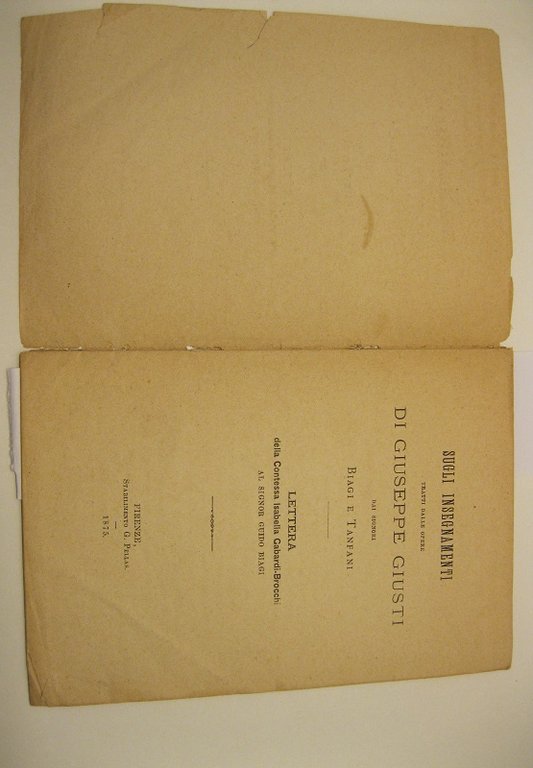 SUGLI INSEGNAMENTI
TRATTI DALLE OPERE
DI GIUSEPPE GIUSTI
DAI SIGNORI
BIAGI E TANFANI
LETTERA
della Contessa Isabella Cabardi-Brocchi
AL SIGNOR GUIDO BIAGI
FIRENZE,
STABILIMENTO G. PELLAS.
1875.